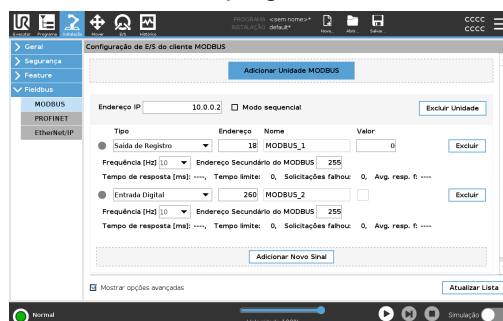 PROGRAMA <sem nome>*
INSTALAÇÃO default*
Executar Programa Instalação Mover E/S Histórico Novo... Abrir... Salvar...
cccc
cccc
Geral
Segurança
Feature
Fieldbus
MODBUS
PROFINET
EtherNet/IP
Configuração de E/S do cliente MODBUS
Adicionar Unidade MODBUS
Endereço IP 10.0.0.2 Modo sequencial Excluir Unidade
Tipo Endereço Nome Valor
Saída de Registro 18 MODBUS_1 0 Excluir
Frequência [Hz] 10 Endereço Secundário do MODBUS 255
Tempo de resposta [ms]: ----, Tempo limite: 0, Solicitações falhou: 0, Avg. resp. f: ----
Entrada Digital 260 MODBUS_2 Excluir
Frequência [Hz] 10 Endereço Secundário do MODBUS 255
Tempo de resposta [ms]: ----, Tempo limite: 0, Solicitações falhou: 0, Avg. resp. f: ----
Adicionar Novo Sinal
Mostrar opções avançadas Atualizar Lista
Normal
Velocidade 100%
Simulação